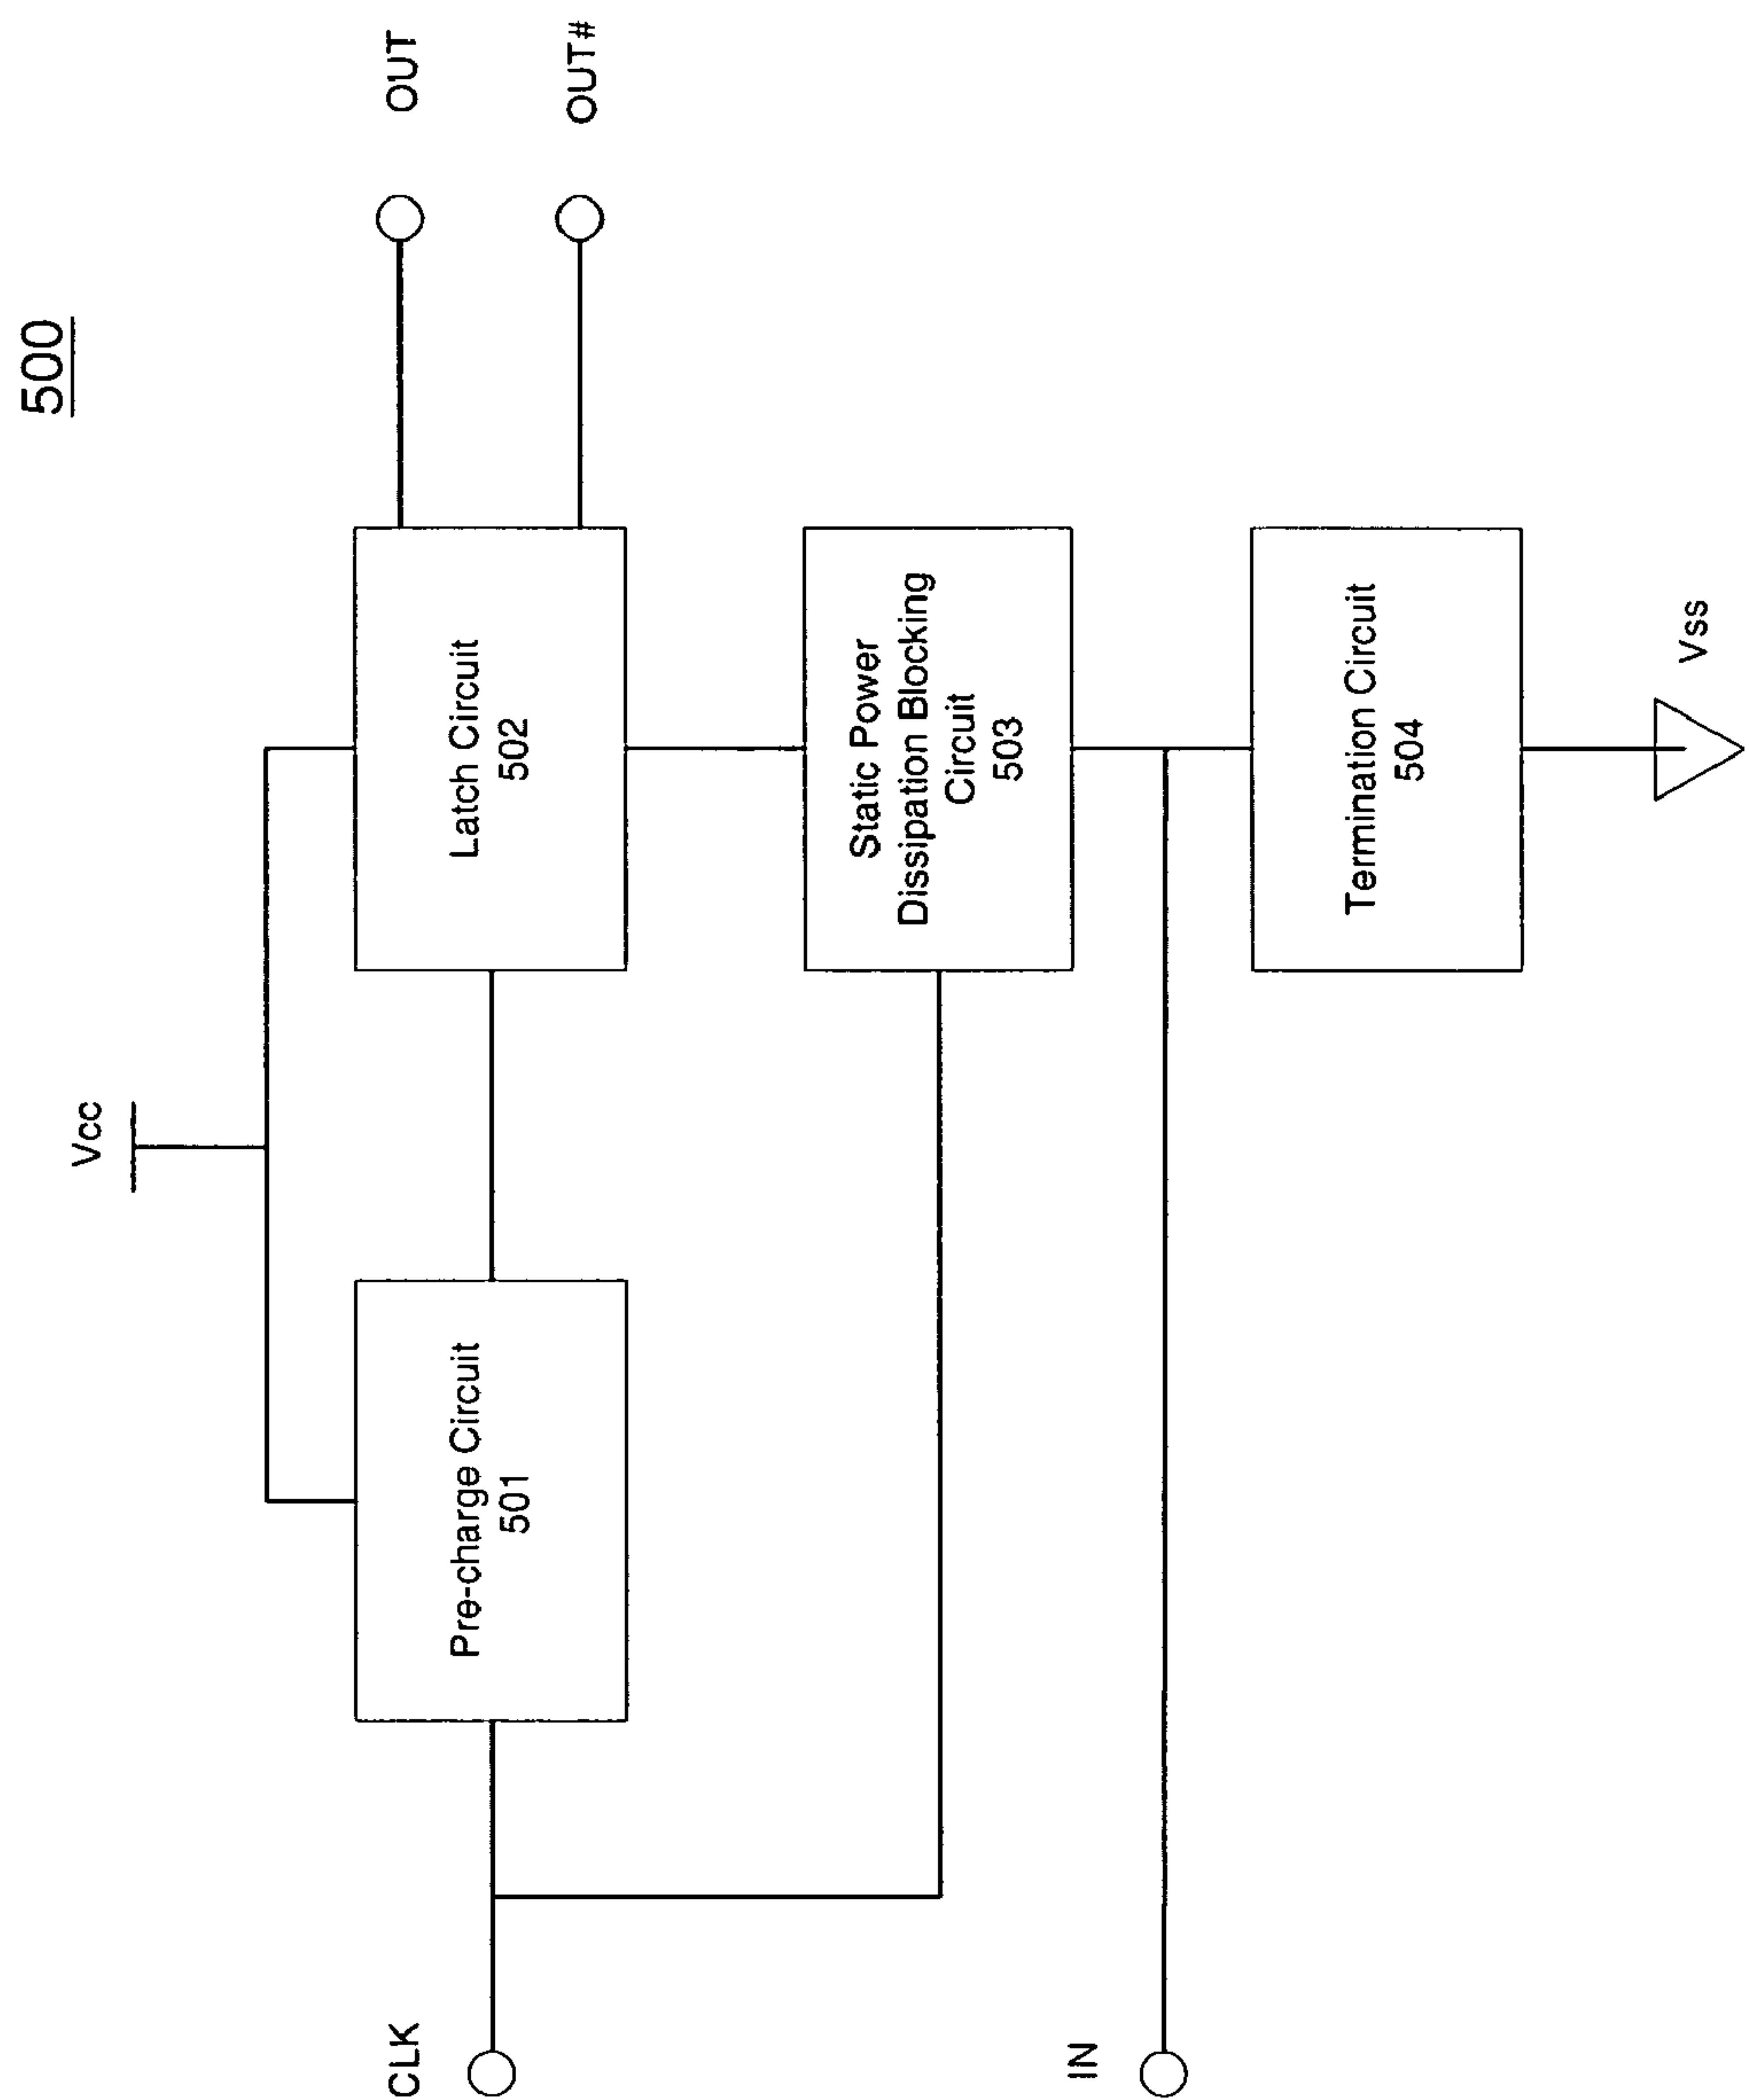 500
Vcc
CLK
Pre-charge Circuit
501
Latch Circuit
502
OUT
OUT#
Static Power
Dissipation Blocking
Circuit
503
IN
Termination Circuit
504
Vss